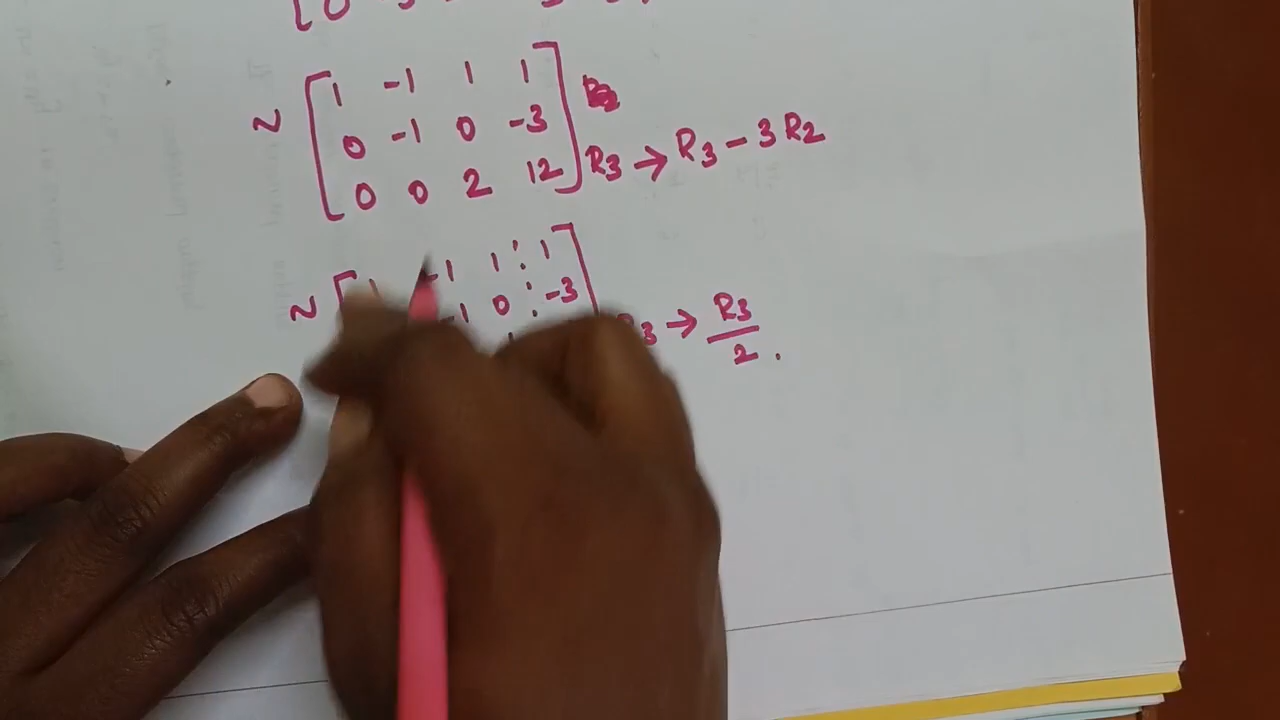 1 -1 1 1
~ 0 -1 0 -3
0 0 2 12 R3 → R3 - 3R2
-1 1 : 1
~ -1 0 : -3
R3 → R3/2 .